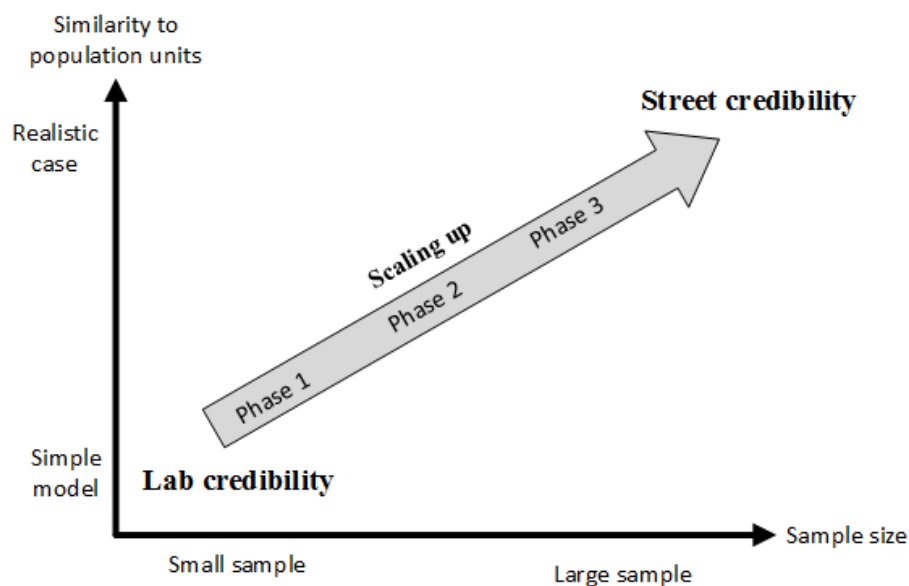 Similarity to
population units
Street credibility
Realistic
case
Phase 3
Scaling up
Phase 2
Phase 1
Simple
model
Lab credibility
Sample size
Small sample
Large sample